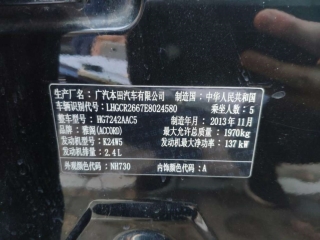 生产厂名：广汽本田汽车有限公司 制造国：中华人民共和国
车辆识别代号：LHGCR2667E8024580 乘坐人数：5
整车型号：HG7242AAC5 制造年月：2013年11月
品牌：雅阁(ACCORD) 最大允许总质量：1970kg
发动机型号：K24W5 发动机最大净功率：137kW
发动机排量：2.4L
外观颜色代号：NH730 内饰颜色代号：A